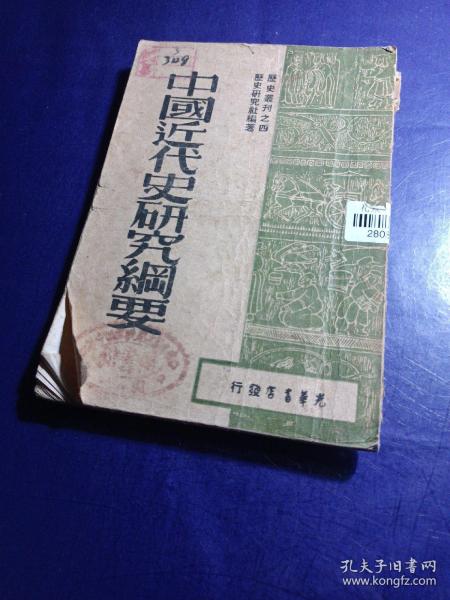 309
歷史叢刊之四
歷史研究社編著
中國近代史研究綱要
280
行發店書華光
孔夫子旧书网
www.kongfz.com